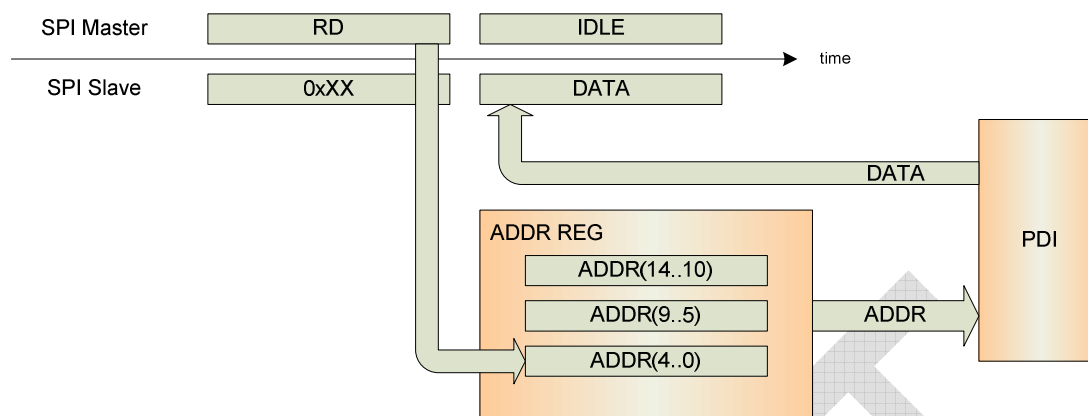 SPI Master
RD
IDLE
time
SPI Slave
0xXX
DATA
DATA
ADDR REG
ADDR(14..10)
ADDR(9..5)
ADDR(4..0)
ADDR
PDI